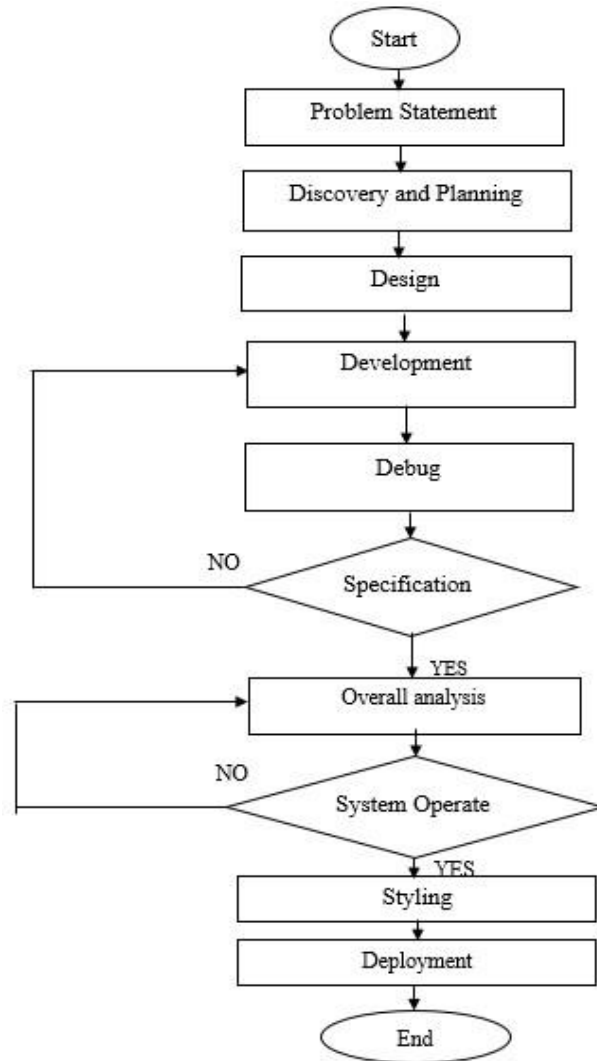 Start
Problem Statement
Discovery and Planning
Design
Development
Debug
NO
Specification
YES
Overall analysis
NO
System Operate
YES
Styling
Deployment
End